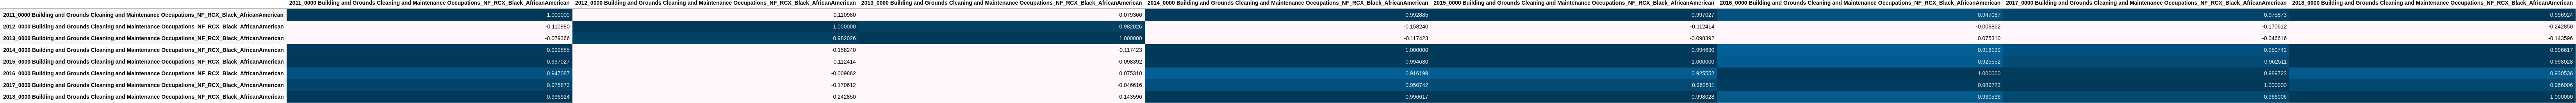 2011_0000 Building and Grounds Cleaning and Maintenance Occupations_NF_RCX_Black_AfricanAmerican 2012_0000 Building and Grounds Cleaning and Maintenance Occupations_NF_RCX_Black_AfricanAmerican 2013_0000 Building and Grounds Cleaning and Maintenance Occupations_NF_RCX_Black_AfricanAmerican 2014_0000 Building and Grounds Cleaning and Maintenance Occupations_NF_RCX_Black_AfricanAmerican 2015_0000 Building and Grounds Cleaning and Maintenance Occupations_NF_RCX_Black_AfricanAmerican 2016_0000 Building and Grounds Cleaning and Maintenance Occupations_NF_RCX_Black_AfricanAmerican 2017_0000 Building and Grounds Cleaning and Maintenance Occupations_NF_RCX_Black_AfricanAmerican 2018_0000 Building and Grounds Cleaning and Maintenance Occupations_NF_RCX_Black_AfricanAmerican
2011_0000 Building and Grounds Cleaning and Maintenance Occupations_NF_RCX_Black_AfricanAmerican 1.000000 -0.110980 -0.079366 0.992885 0.997027 0.947087 0.975873 0.996924
2012_0000 Building and Grounds Cleaning and Maintenance Occupations_NF_RCX_Black_AfricanAmerican -0.110980 1.000000 0.982026 -0.158240 -0.112414 -0.009862 -0.170612 -0.242850
2013_0000 Building and Grounds Cleaning and Maintenance Occupations_NF_RCX_Black_AfricanAmerican -0.079366 0.982026 1.000000 -0.117423 -0.098392 0.075310 -0.046616 -0.143596
2014_0000 Building and Grounds Cleaning and Maintenance Occupations_NF_RCX_Black_AfricanAmerican 0.992885 -0.158240 -0.117423 1.000000 0.994630 0.916199 0.950742 0.996617
2015_0000 Building and Grounds Cleaning and Maintenance Occupations_NF_RCX_Black_AfricanAmerican 0.997027 -0.112414 -0.098392 0.994630 1.000000 0.925552 0.962511 0.998028
2016_0000 Building and Grounds Cleaning and Maintenance Occupations_NF_RCX_Black_AfricanAmerican 0.947087 -0.009862 0.075310 0.916199 0.925552 1.000000 0.989723 0.930536
2017_0000 Building and Grounds Cleaning and Maintenance Occupations_NF_RCX_Black_AfricanAmerican 0.975873 -0.170612 -0.046616 0.950742 0.962511 0.989723 1.000000 0.966006
2018_0000 Building and Grounds Cleaning and Maintenance Occupations_NF_RCX_Black_AfricanAmerican 0.996924 -0.242850 -0.143596 0.996617 0.998028 0.930536 0.966006 1.000000